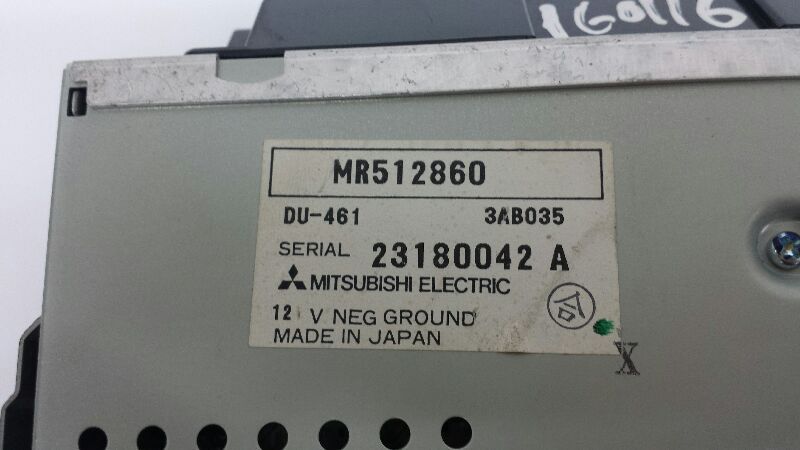 160116
MR512860
DU-461 3AB035
SERIAL 23180042 A
MITSUBISHI ELECTRIC
12 V NEG GROUND
MADE IN JAPAN
合
X